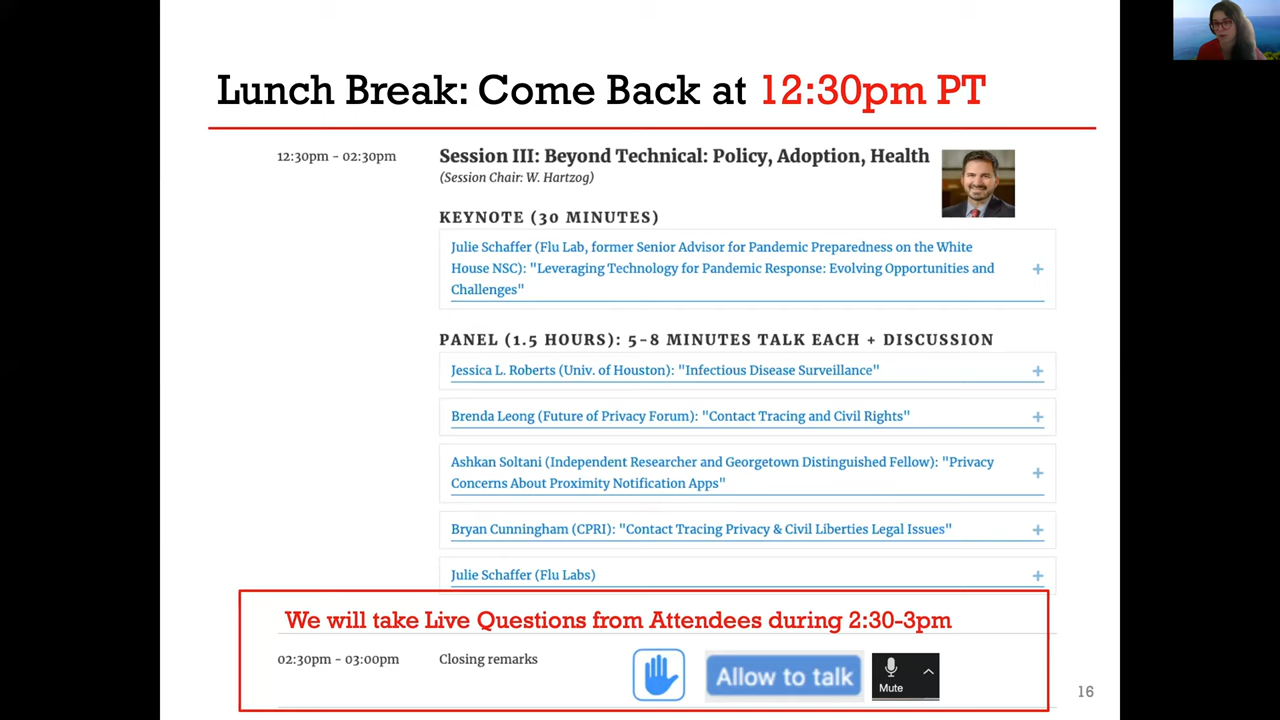 Lunch Break: Come Back at 12:30pm PT
12:30pm - 02:30pm
Session III: Beyond Technical: Policy, Adoption, Health
(Session Chair: W. Hartzog)
KEYNOTE (30 MINUTES)
Julie Schaffer (Flu Lab, former Senior Advisor for Pandemic Preparedness on the White
House NSC): "Leveraging Technology for Pandemic Response: Evolving Opportunities and
Challenges"
+
PANEL (1.5 HOURS): 5-8 MINUTES TALK EACH + DISCUSSION
Jessica L. Roberts (Univ. of Houston): "Infectious Disease Surveillance"
+
Brenda Leong (Future of Privacy Forum): "Contact Tracing and Civil Rights"
+
Ashkan Soltani (Independent Researcher and Georgetown Distinguished Fellow): "Privacy
Concerns About Proximity Notification Apps"
+
Bryan Cunningham (CPRI): "Contact Tracing Privacy & Civil Liberties Legal Issues"
+
Julie Schaffer (Flu Labs)
+
We will take Live Questions from Attendees during 2:30-3pm
02:30pm - 03:00pm
Closing remarks
Allow to talk
Mute
16